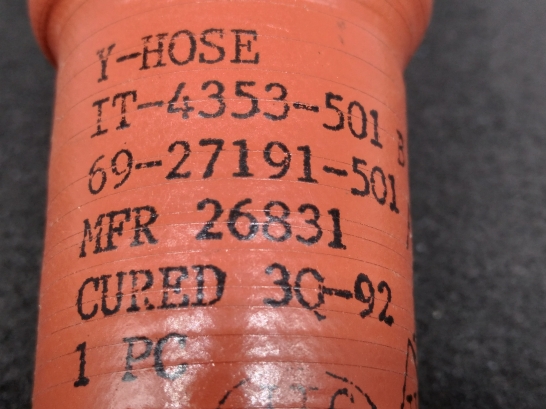 Y-HOSE
IT-4353-501 B
69-27191-501
MFR 26831
CURED 3Q-92
1 PC